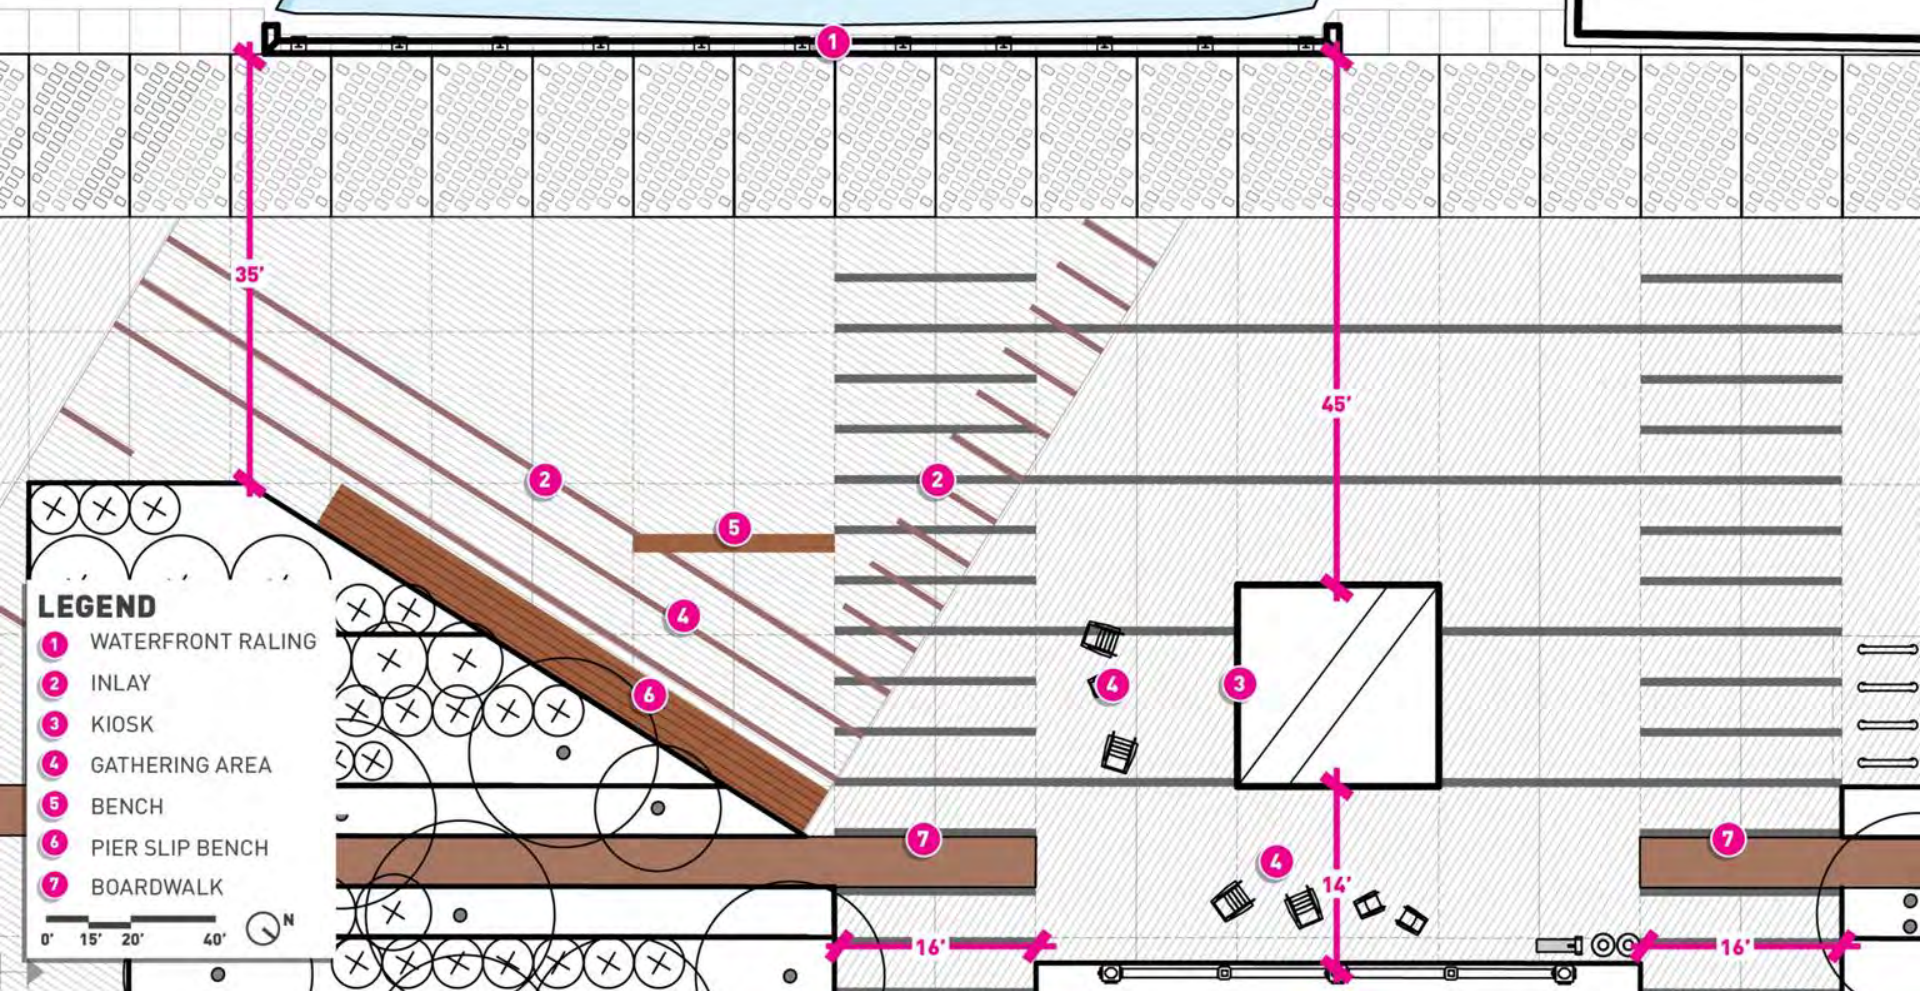 1
35'
45'
2
2
5
4
6
4
3
7
7
4
14'
16'
16'
LEGEND
1 WATERFRONT RALING
2 INLAY
3 KIOSK
4 GATHERING AREA
5 BENCH
6 PIER SLIP BENCH
7 BOARDWALK
0' 15' 20' 40' N